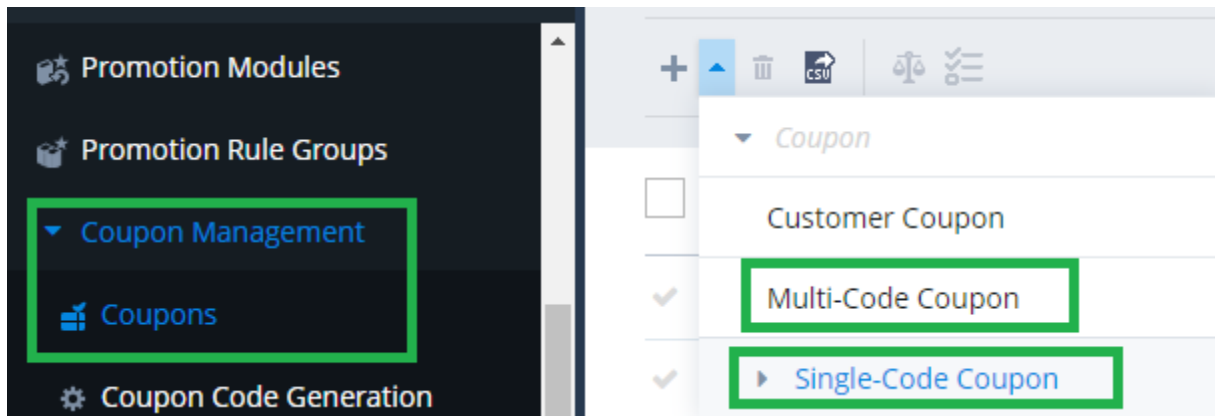 Promotion Modules
Promotion Rule Groups
Coupon Management
Coupons
Coupon Code Generation
CSV
Coupon
Customer Coupon
Multi-Code Coupon
Single-Code Coupon